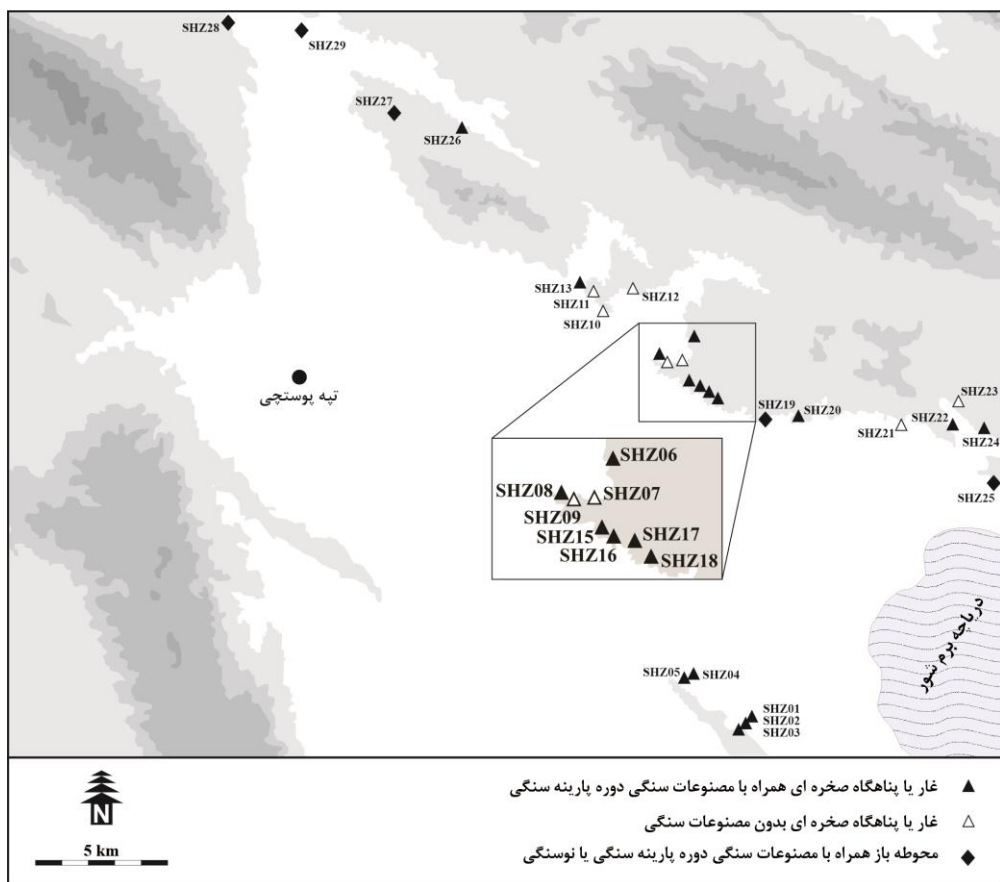 SHZ28
SHZ29
SHZ27
SHZ26
SHZ13
SHZ11
SHZ12
SHZ10
تپه پوستچی
SHZ19
SHZ20
SHZ23
SHZ22
SHZ21
SHZ24
SHZ25
SHZ06
SHZ08
SHZ07
SHZ09
SHZ15
SHZ17
SHZ16
SHZ18
دریاچه برم شور
SHZ05
SHZ04
SHZ01
SHZ02
SHZ03
N
5 km
غار یا پناهگاه صخره ای همراه با مصنوعات سنگی دوره پارینه سنگی
غار یا پناهگاه صخره ای بدون مصنوعات سنگی
محوطه باز همراه با مصنوعات سنگی دوره پارینه سنگی یا نوسنگی